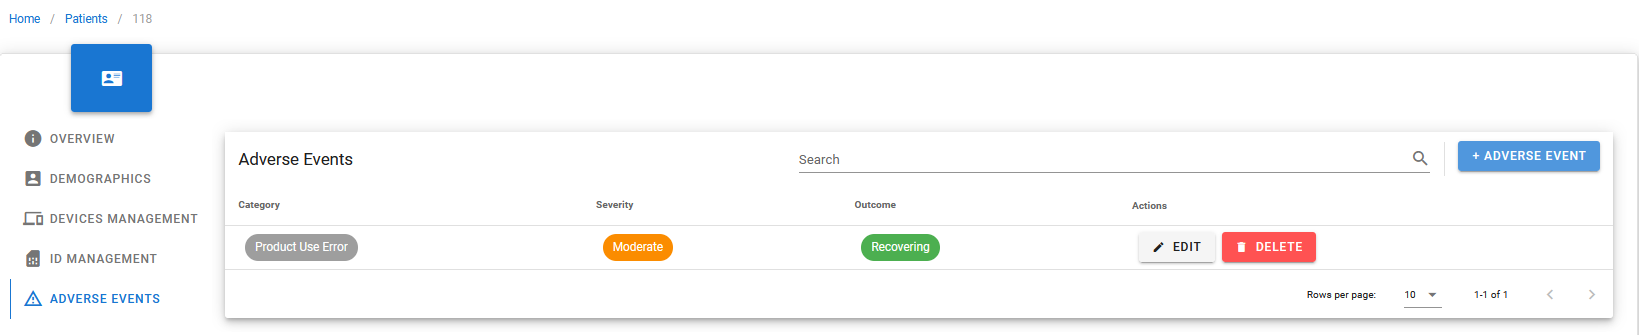 Home / Patients / 118
OVERVIEW
DEMOGRAPHICS
DEVICES MANAGEMENT
ID MANAGEMENT
ADVERSE EVENTS
Adverse Events
Search
+ ADVERSE EVENT
Category Severity Outcome Actions
Product Use Error Moderate Recovering EDIT DELETE
Rows per page: 10 1-1 of 1